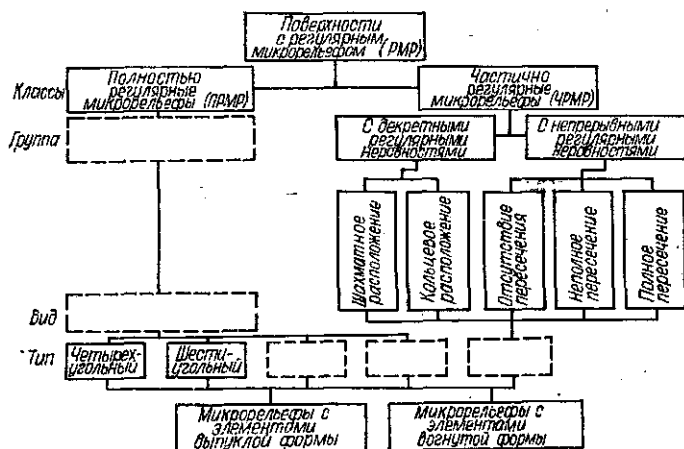 Поверхности
с регулярным
микрорельефом (РМР)
Классы
Полностью
регулярные
микрорельефы (ПРМР)
Частично
регулярные
микрорельефы (ЧРМР)
Группа
С декретными
регулярными
неровностями
С непрерывными
регулярными
неровностями
Шахматное
расположение
Кольцевое
расположение
Отсутствие
пересечения
Неполное
пересечение
Полное
пересечение
Вид
Тип
Четырех-
угольный
Шести-
угольный
Микрорельефы с
элементами
выпуклой формы
Микрорельефы с
элементами
вогнутой формы